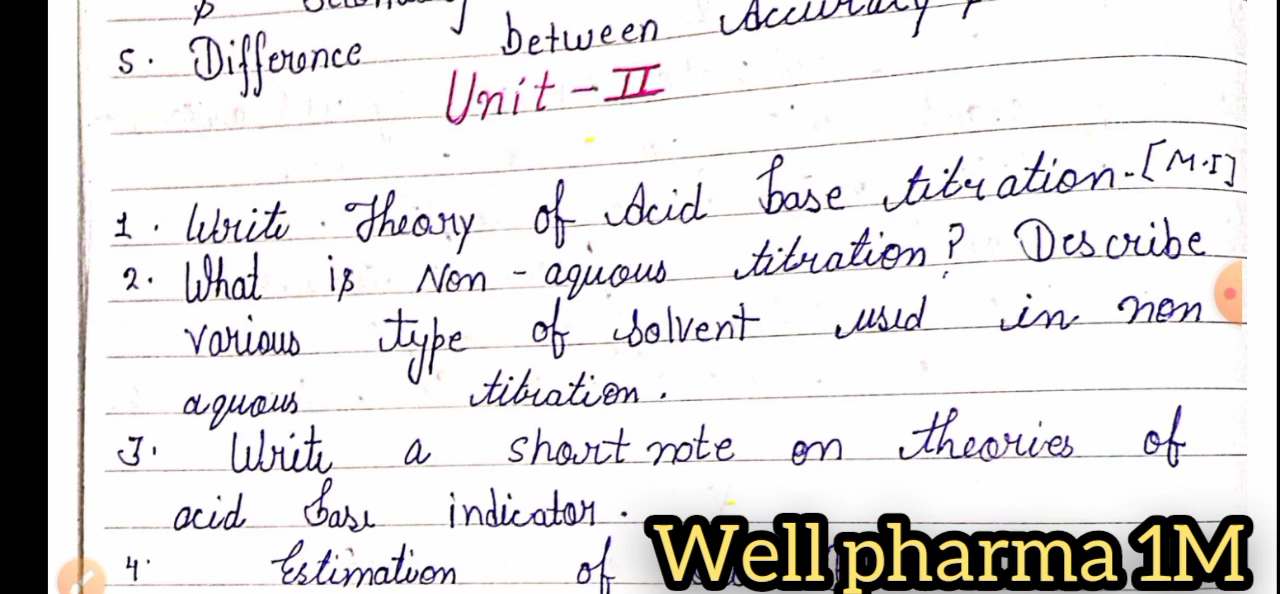 5. Difference between Accuracy
Unit - II
1. Write Theory of Acid base titration. [M.I]
2. What is Non-aquous titration? Describe
various type of solvent used in non
aquous titration.
3. Write a short note on theories of
acid base indicator.
4. Estimation of
Well pharma 1M